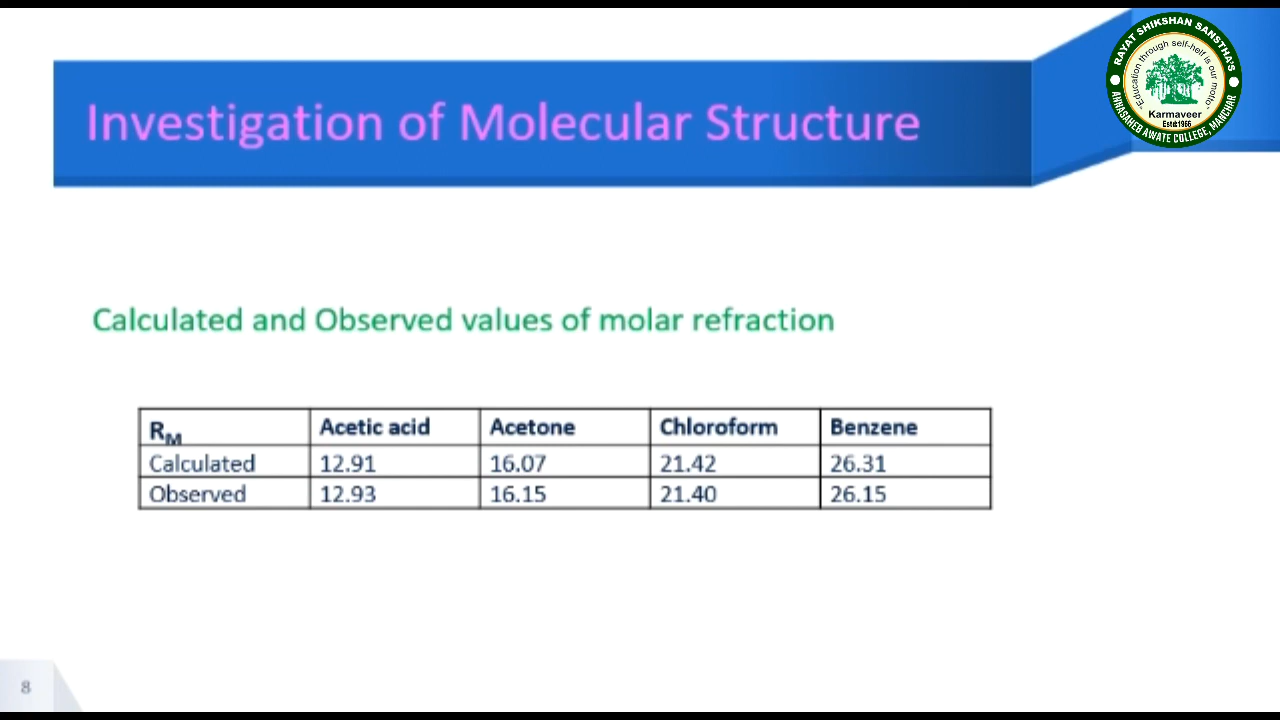 RAYAT SHIKSHAN SANSTHA'S
"Education through self-help is our motto"
Karmaveer
Estd:1966
ANNASAHEB AWATE COLLEGE, MANCHAR
Investigation of Molecular Structure
Calculated and Observed values of molar refraction
RM Acetic acid Acetone Chloroform Benzene
Calculated 12.91 16.07 21.42 26.31
Observed 12.93 16.15 21.40 26.15
8